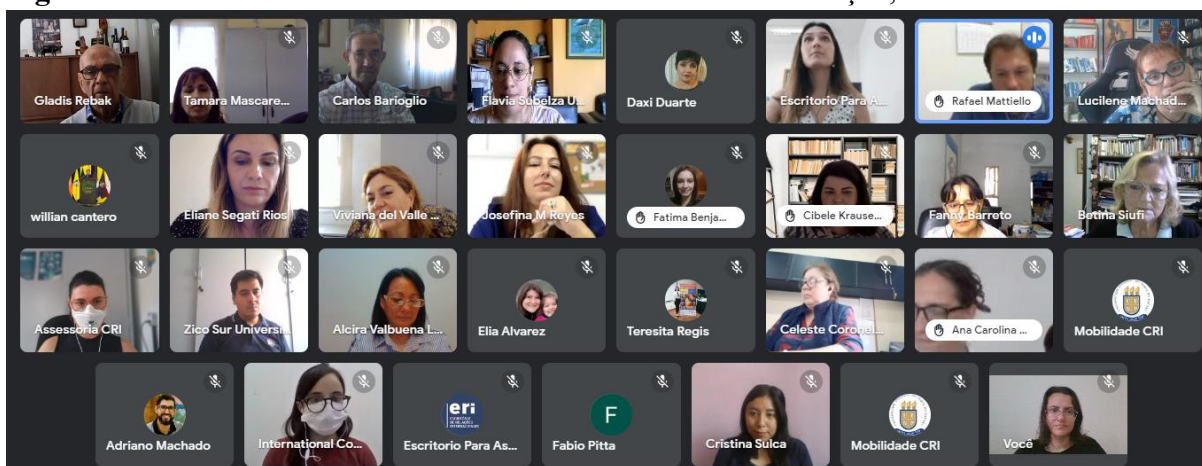 Gladis Rebak
Tamara Mascare...
Carlos Barioglio
Flavia Subelza U...
Daxi Duarte
Escritorio Para A...
Rafael Mattiello
Lucilene Machad...
willian cantero
Eliane Segati Rios
Viviana del Valle ...
Josefina M Reyes
Fatima Benja...
Cibele Krause...
Fanny Barreto
Betina Siufi
Assessoria CRI
Zico Sur Universi...
Alcira Valbuena L...
Elia Alvarez
Teresita Regis
Celeste Coronel...
Ana Carolina ...
Mobilidade CRI
Adriano Machado
International Co...
eri
Escritorio Para As...
F
Fabio Pitta
Cristina Sulca
Mobilidade CRI
Você